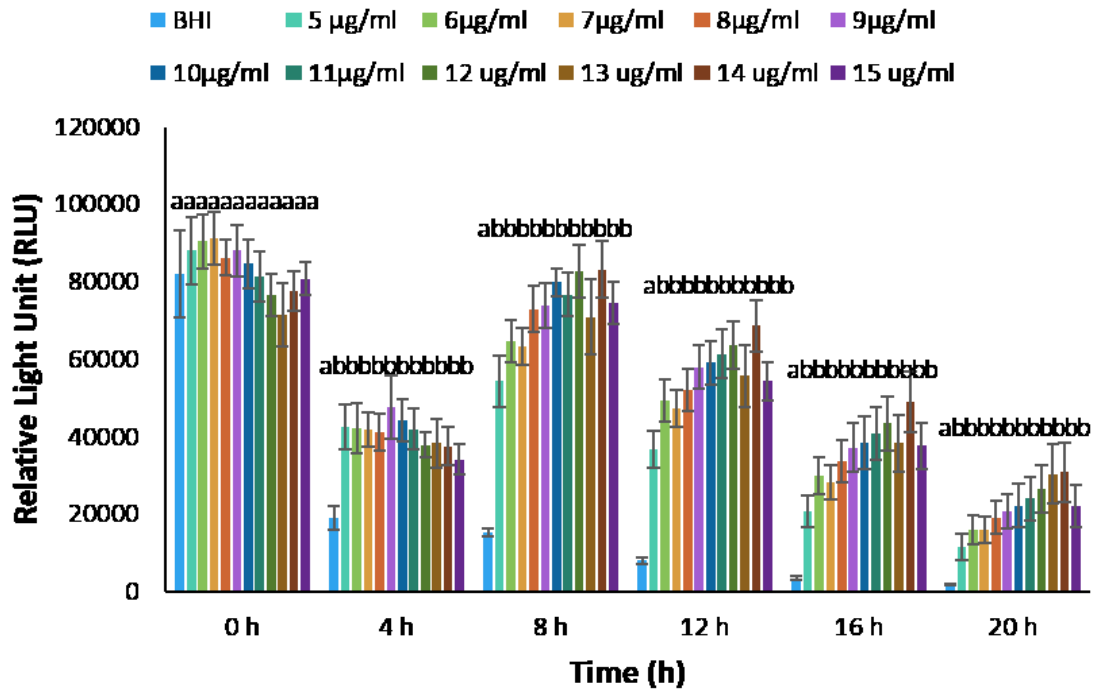 BHI 5 µg/ml 6µg/ml 7µg/ml 8µg/ml 9µg/ml
10µg/ml 11µg/ml 12 ug/ml 13 ug/ml 14 ug/ml 15 ug/ml
120000
100000
80000
60000
40000
20000
0
Relative Light Unit (RLU)
aaaaaaaaaaaa
abbbbbbbbbbb
abbbbbbbbbbb
abbbbbbbbbbb
abbbbbbbbbbb
abbbbbbbbbbb
0 h 4 h 8 h 12 h 16 h 20 h
Time (h)